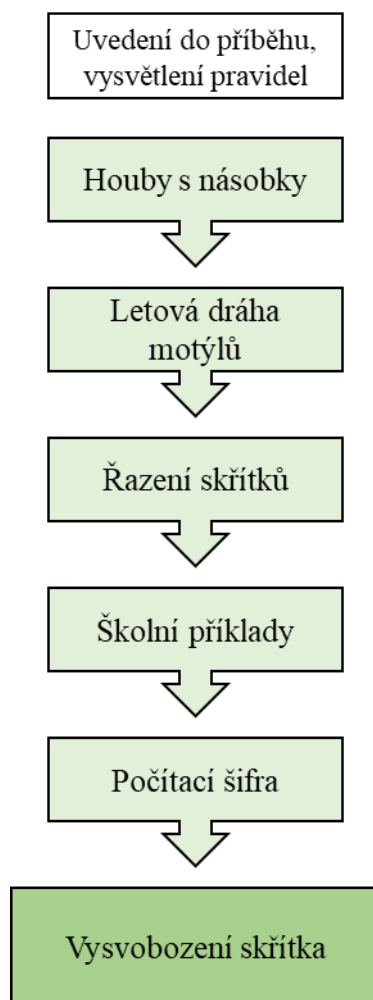 Uvedení do příběhu,
vysvětlení pravidel
Houby s násobky
Letová dráha
motýlů
Řazení skřítků
Školní příklady
Počítací šifra
Vysvobození skřítka